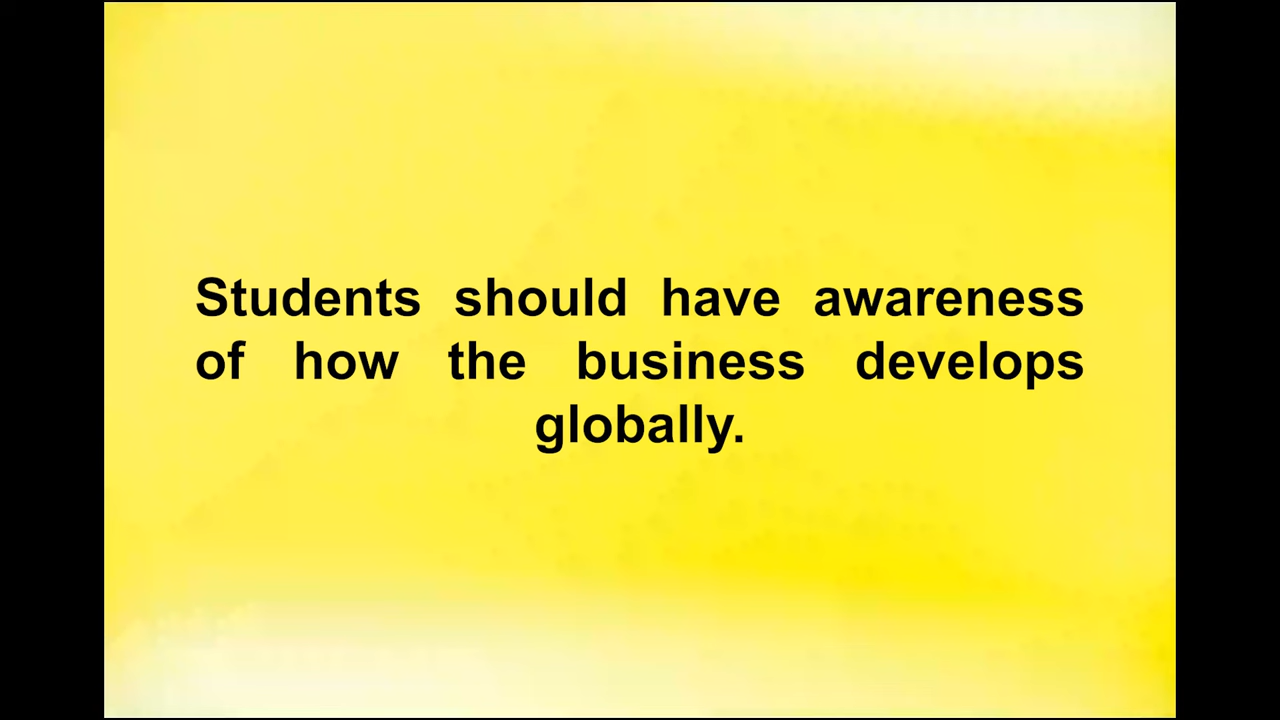 Students should have awareness
of how the business develops
globally.